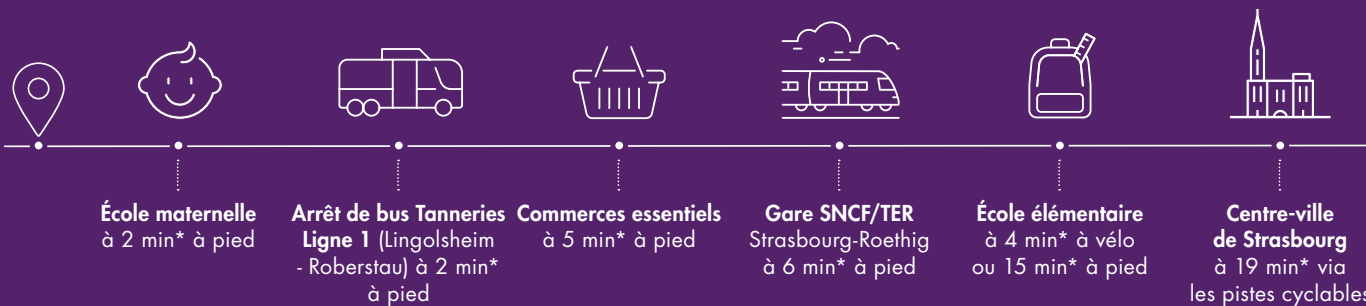 École maternelle
à 2 min* à pied
Arrêt de bus Tanneries
Ligne 1 (Lingolsheim
- Roberstau) à 2 min*
à pied
Commerces essentiels
à 5 min* à pied
Gare SNCF/TER
Strasbourg-Roethig
à 6 min* à pied
École élémentaire
à 4 min* à vélo
ou 15 min* à pied
Centre-ville
de Strasbourg
à 19 min* via
les pistes cyclables